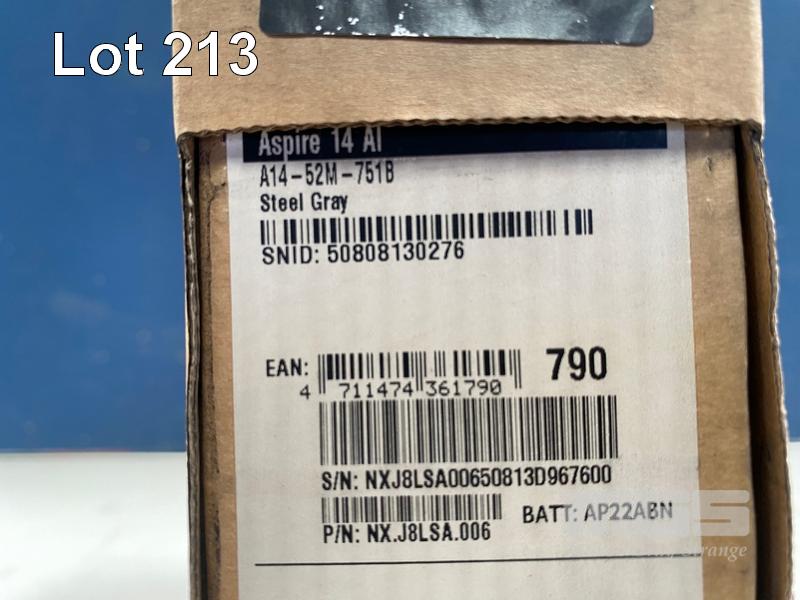 Lot 213
Aspire 14 AI
A14-52M-751B
Steel Gray
SNID: 50808130276
EAN:
4 711474 361790
790
S/N: NXJ8LSA00650813D967600
P/N: NX.J8LSA.006
BATT: AP22ABN